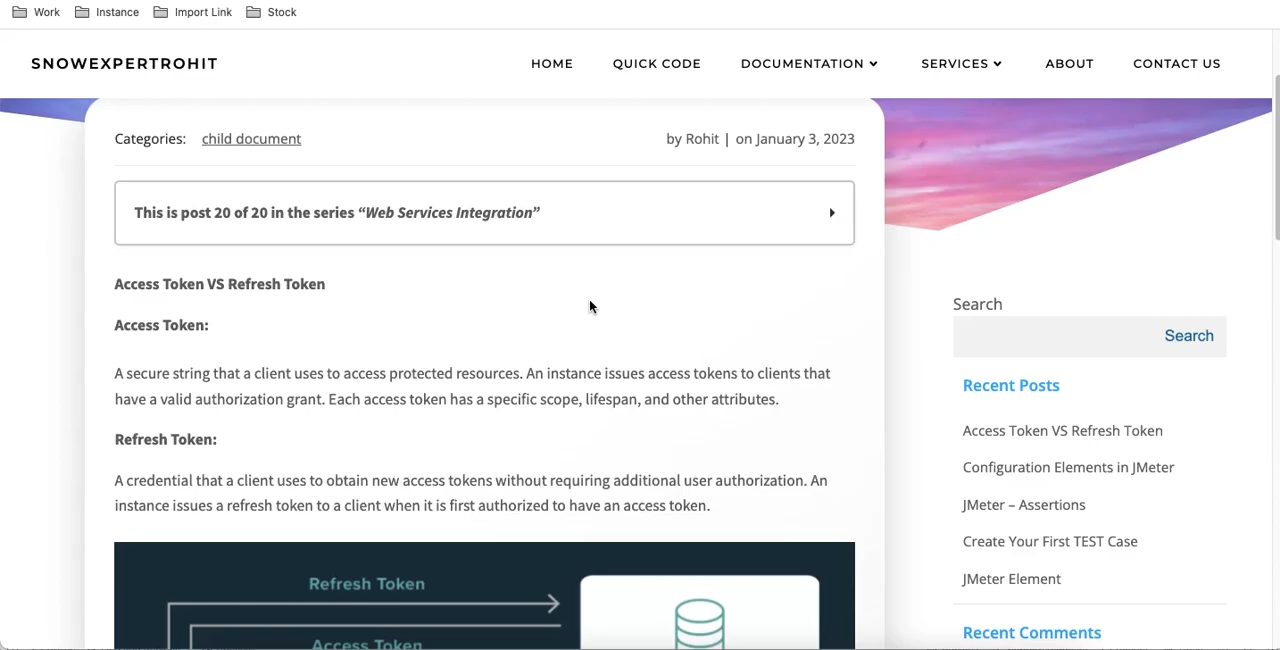 Work Instance Import Link Stock
SNOWEXPERTROHIT HOME QUICK CODE DOCUMENTATION SERVICES ABOUT CONTACT US
Categories: child document by Rohit | on January 3, 2023
This is post 20 of 20 in the series “Web Services Integration”
Access Token VS Refresh Token
Access Token:
A secure string that a client uses to access protected resources. An instance issues access tokens to clients that
have a valid authorization grant. Each access token has a specific scope, lifespan, and other attributes.
Refresh Token:
A credential that a client uses to obtain new access tokens without requiring additional user authorization. An
instance issues a refresh token to a client when it is first authorized to have an access token.
Refresh Token
Access Token
Search
Search
Recent Posts
Access Token VS Refresh Token
Configuration Elements in JMeter
JMeter – Assertions
Create Your First TEST Case
JMeter Element
Recent Comments